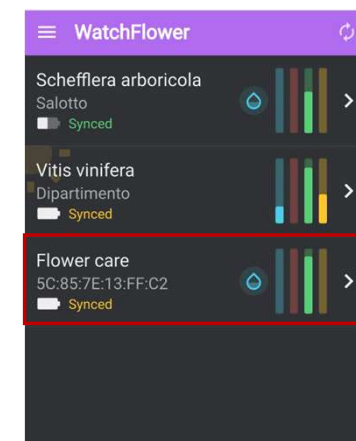 WatchFlower
Schefflera arboricola
Salotto
Synced
Vitis vinifera
Dipartimento
Synced
Flower care
5C:85:7E:13:FF:C2
Synced